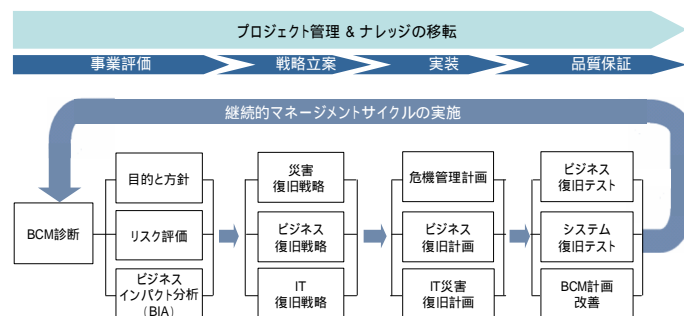 プロジェクト管理 & ナレッジの移転
事業評価
戦略立案
実装
品質保証
継続的マネージメントサイクルの実施
BCM診断
目的と方針
リスク評価
ビジネス
インパクト分析
(BIA)
災害
復旧戦略
ビジネス
復旧戦略
IT
復旧戦略
危機管理計画
ビジネス
復旧計画
IT災害
復旧計画
ビジネス
復旧テスト
システム
復旧テスト
BCM計画
改善